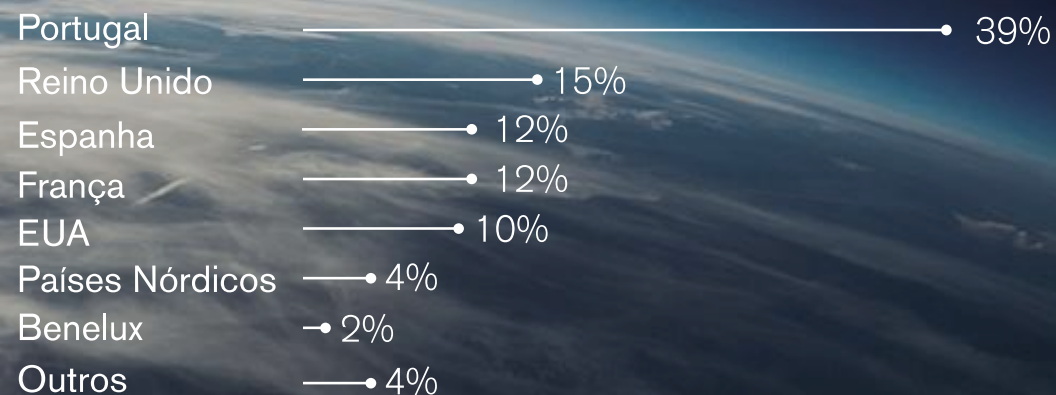 Portugal 39%
Reino Unido 15%
Espanha 12%
França 12%
EUA 10%
Países Nórdicos 4%
Benelux 2%
Outros 4%